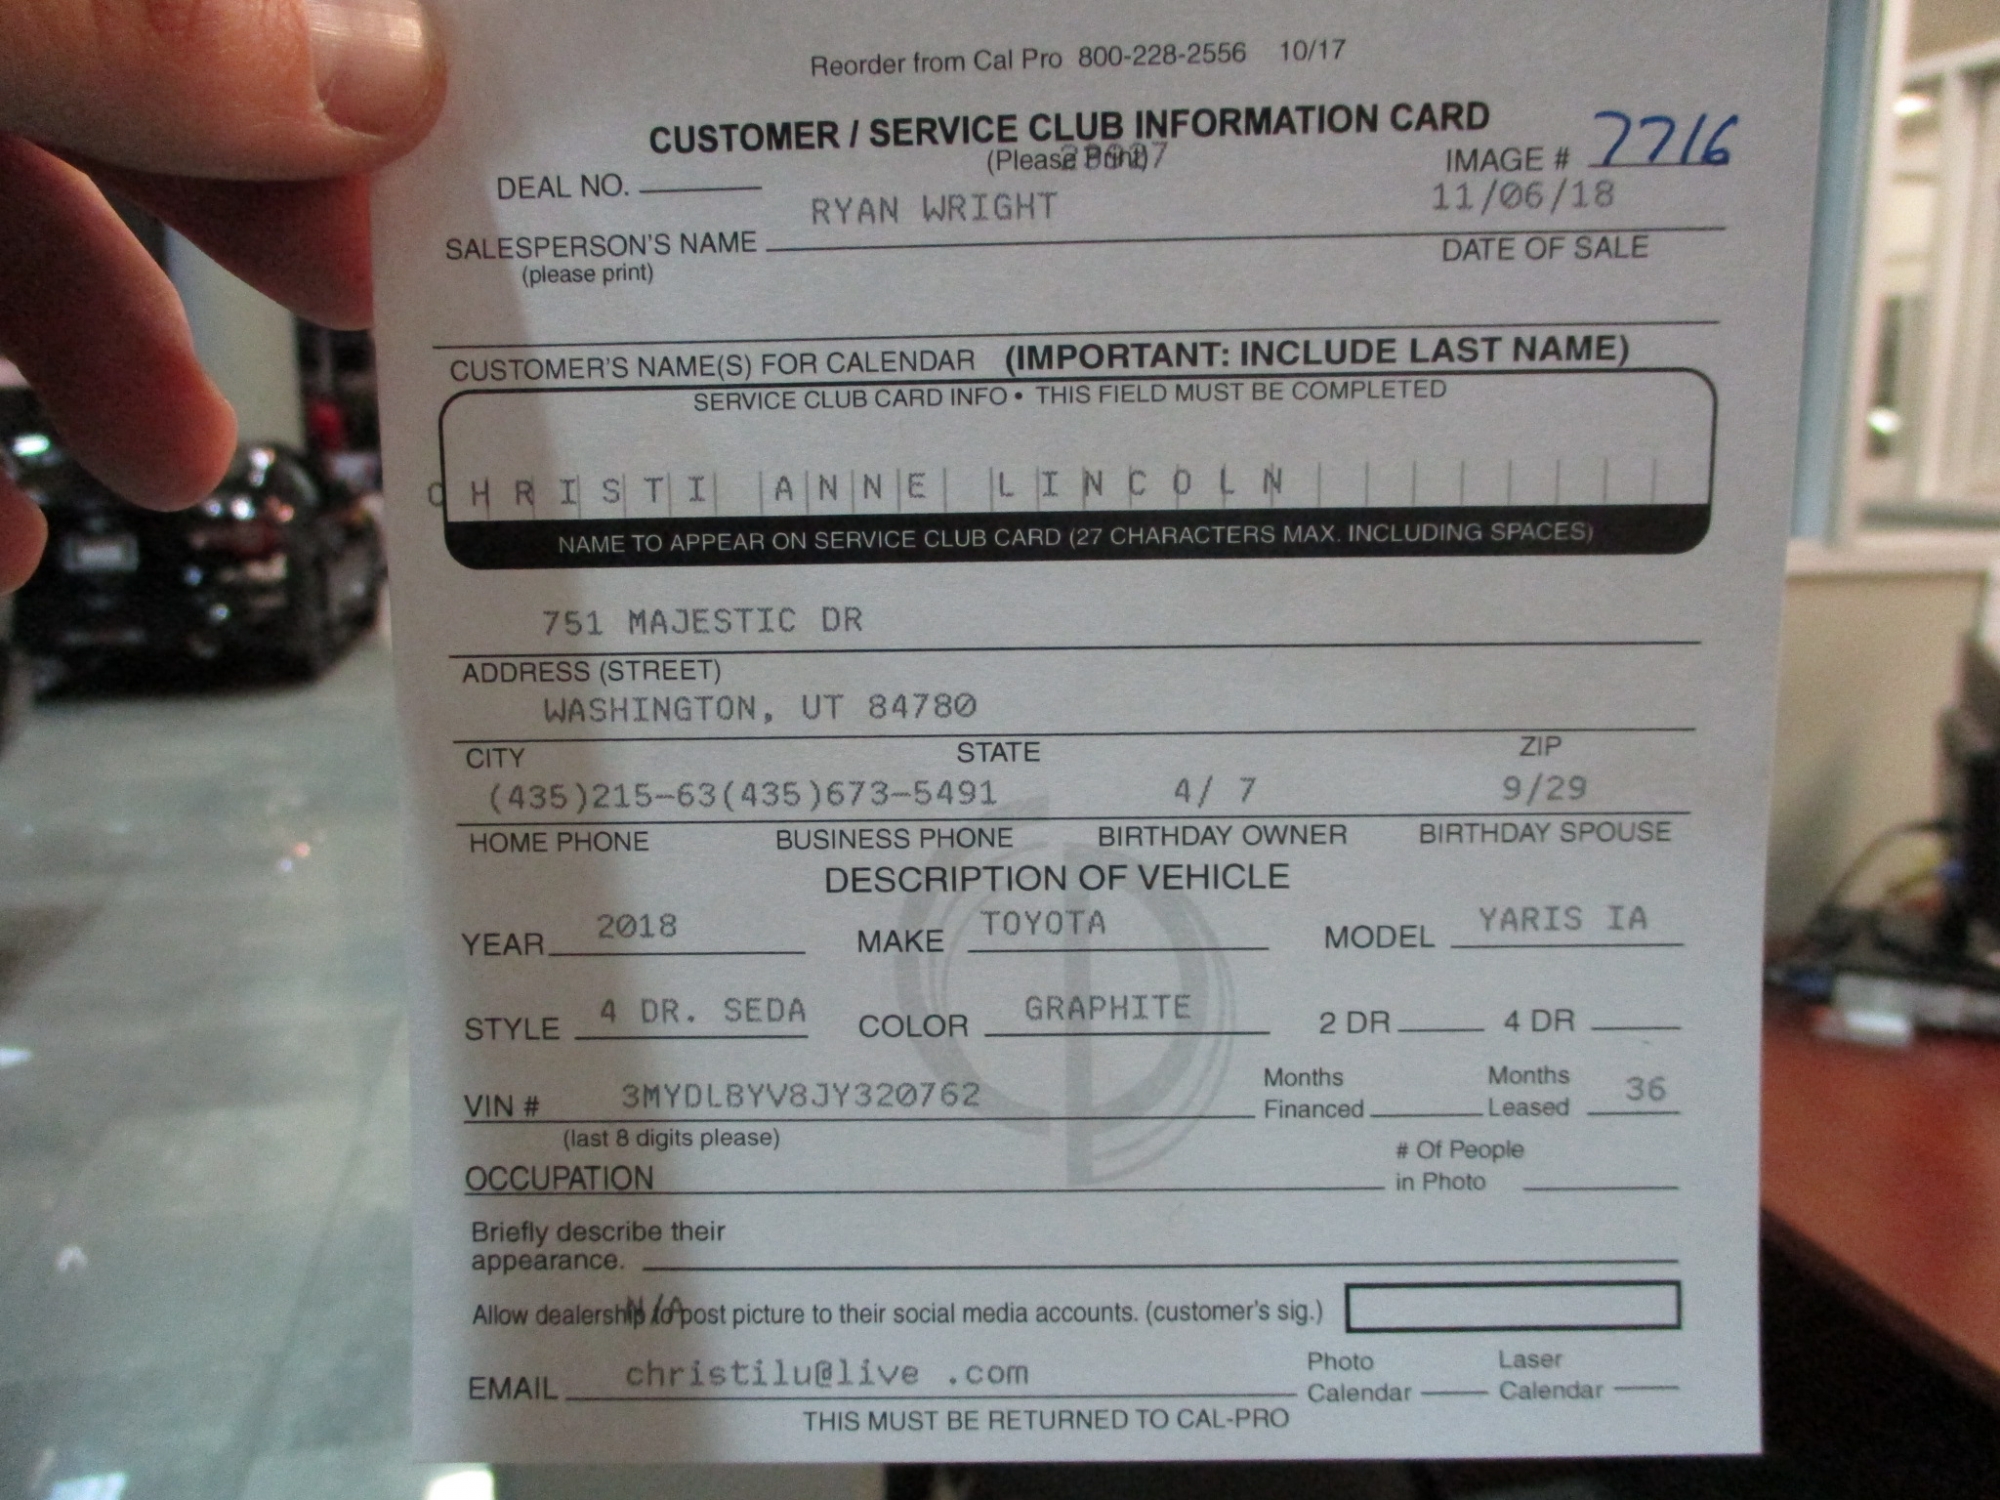 Reorder from Cal Pro 800-228-2556 10/17
CUSTOMER / SERVICE CLUB INFORMATION CARD
(Please Print)
IMAGE # 7716
DEAL NO.
RYAN WRIGHT 11/06/18
SALESPERSON'S NAME DATE OF SALE
(please print)
CUSTOMER'S NAME(S) FOR CALENDAR (IMPORTANT: INCLUDE LAST NAME)
SERVICE CLUB CARD INFO • THIS FIELD MUST BE COMPLETED
CHRISTI ANNE LINCOLN
NAME TO APPEAR ON SERVICE CLUB CARD (27 CHARACTERS MAX. INCLUDING SPACES)
751 MAJESTIC DR
ADDRESS (STREET)
WASHINGTON, UT 84780
CITY STATE ZIP
(435)215-63(435)673-5491 4/ 7 9/29
HOME PHONE BUSINESS PHONE BIRTHDAY OWNER BIRTHDAY SPOUSE
DESCRIPTION OF VEHICLE
YEAR 2018 MAKE TOYOTA MODEL YARIS IA
STYLE 4 DR. SEDA COLOR GRAPHITE 2 DR 4 DR
VIN # 3MYDLBYV8JY320762 Months Financed Months Leased 36
(last 8 digits please)
OCCUPATION # Of People in Photo
Briefly describe their
appearance.
Allow dealership to post picture to their social media accounts. (customer's sig.)
N/A
EMAIL christilu@live .com Photo Calendar Laser Calendar
THIS MUST BE RETURNED TO CAL-PRO